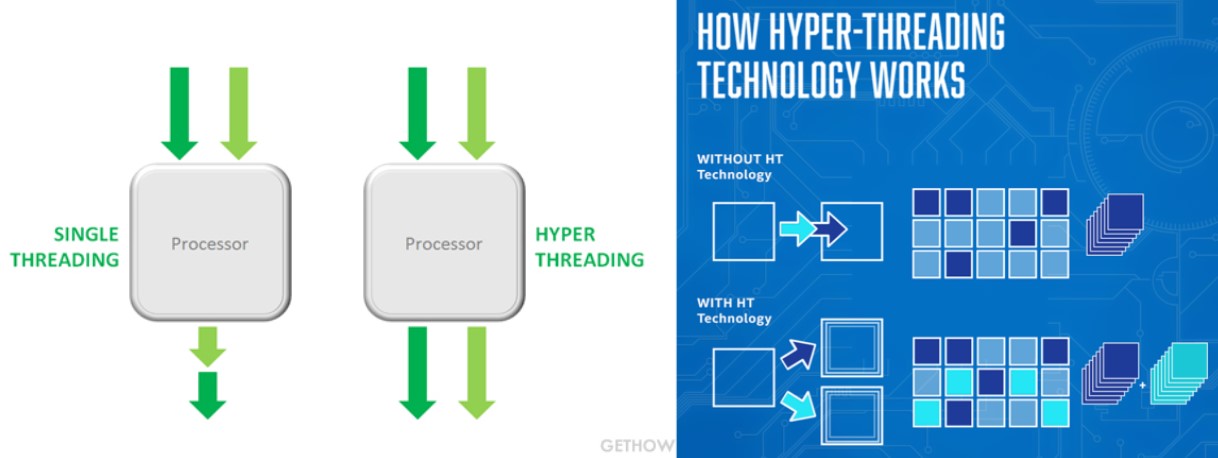 SINGLE
THREADING
Processor
Processor
HYPER
THREADING
GETHOW
HOW HYPER-THREADING
TECHNOLOGY WORKS
WITHOUT HT
Technology
WITH HT
Technology
+